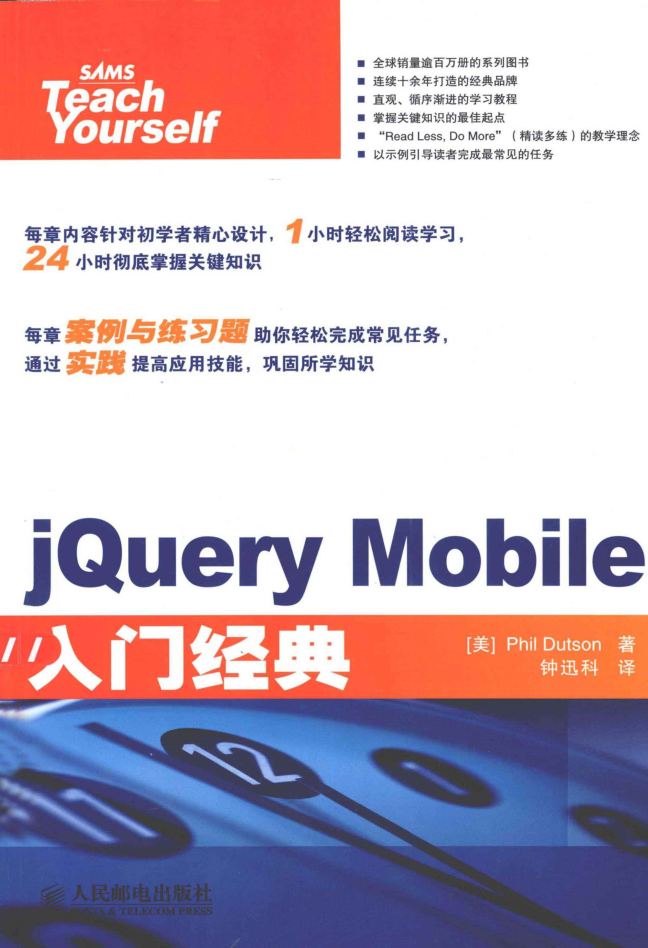 SAMS
Teach
Yourself
■ 全球销量逾百万册的系列图书
■ 连续十余年打造的经典品牌
■ 直观、循序渐进的学习教程
■ 掌握关键知识的最佳起点
■ “Read Less, Do More”（精读多练）的教学理念
■ 以示例引导读者完成最常见的任务
每章内容针对初学者精心设计，1小时轻松阅读学习，
24小时彻底掌握关键知识
每章案例与练习题助你轻松完成常见任务，
通过实践提高应用技能，巩固所学知识
jQuery Mobile
//入门经典
[美] Phil Dutson 著
钟迅科 译
12
1
11
人民邮电出版社
POSTS & TELECOM PRESS